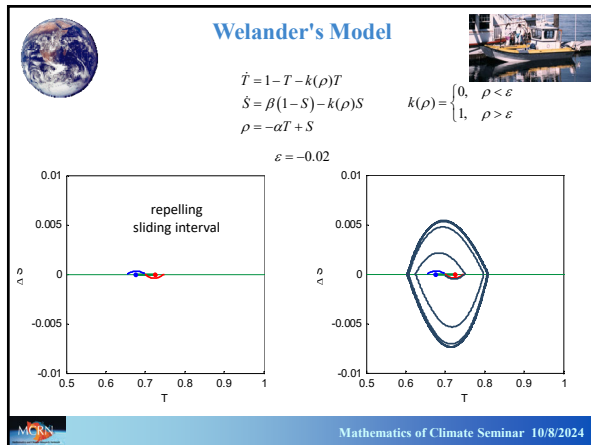 Welander's Model
Ṫ = 1 − T − k(ρ)T
Ṡ = β(1 − S) − k(ρ)S
ρ = −αT + S
k(ρ) = { 0, ρ < ε
1, ρ > ε
ε = −0.02
0.01
0.005
0
-0.005
-0.01
0.5 0.6 0.7 0.8 0.9 1
T
repelling
sliding interval
0.01
0.005
0
-0.005
-0.01
0.5 0.6 0.7 0.8 0.9 1
T
MCRN
Mathematics of Climate Seminar 10/8/2024